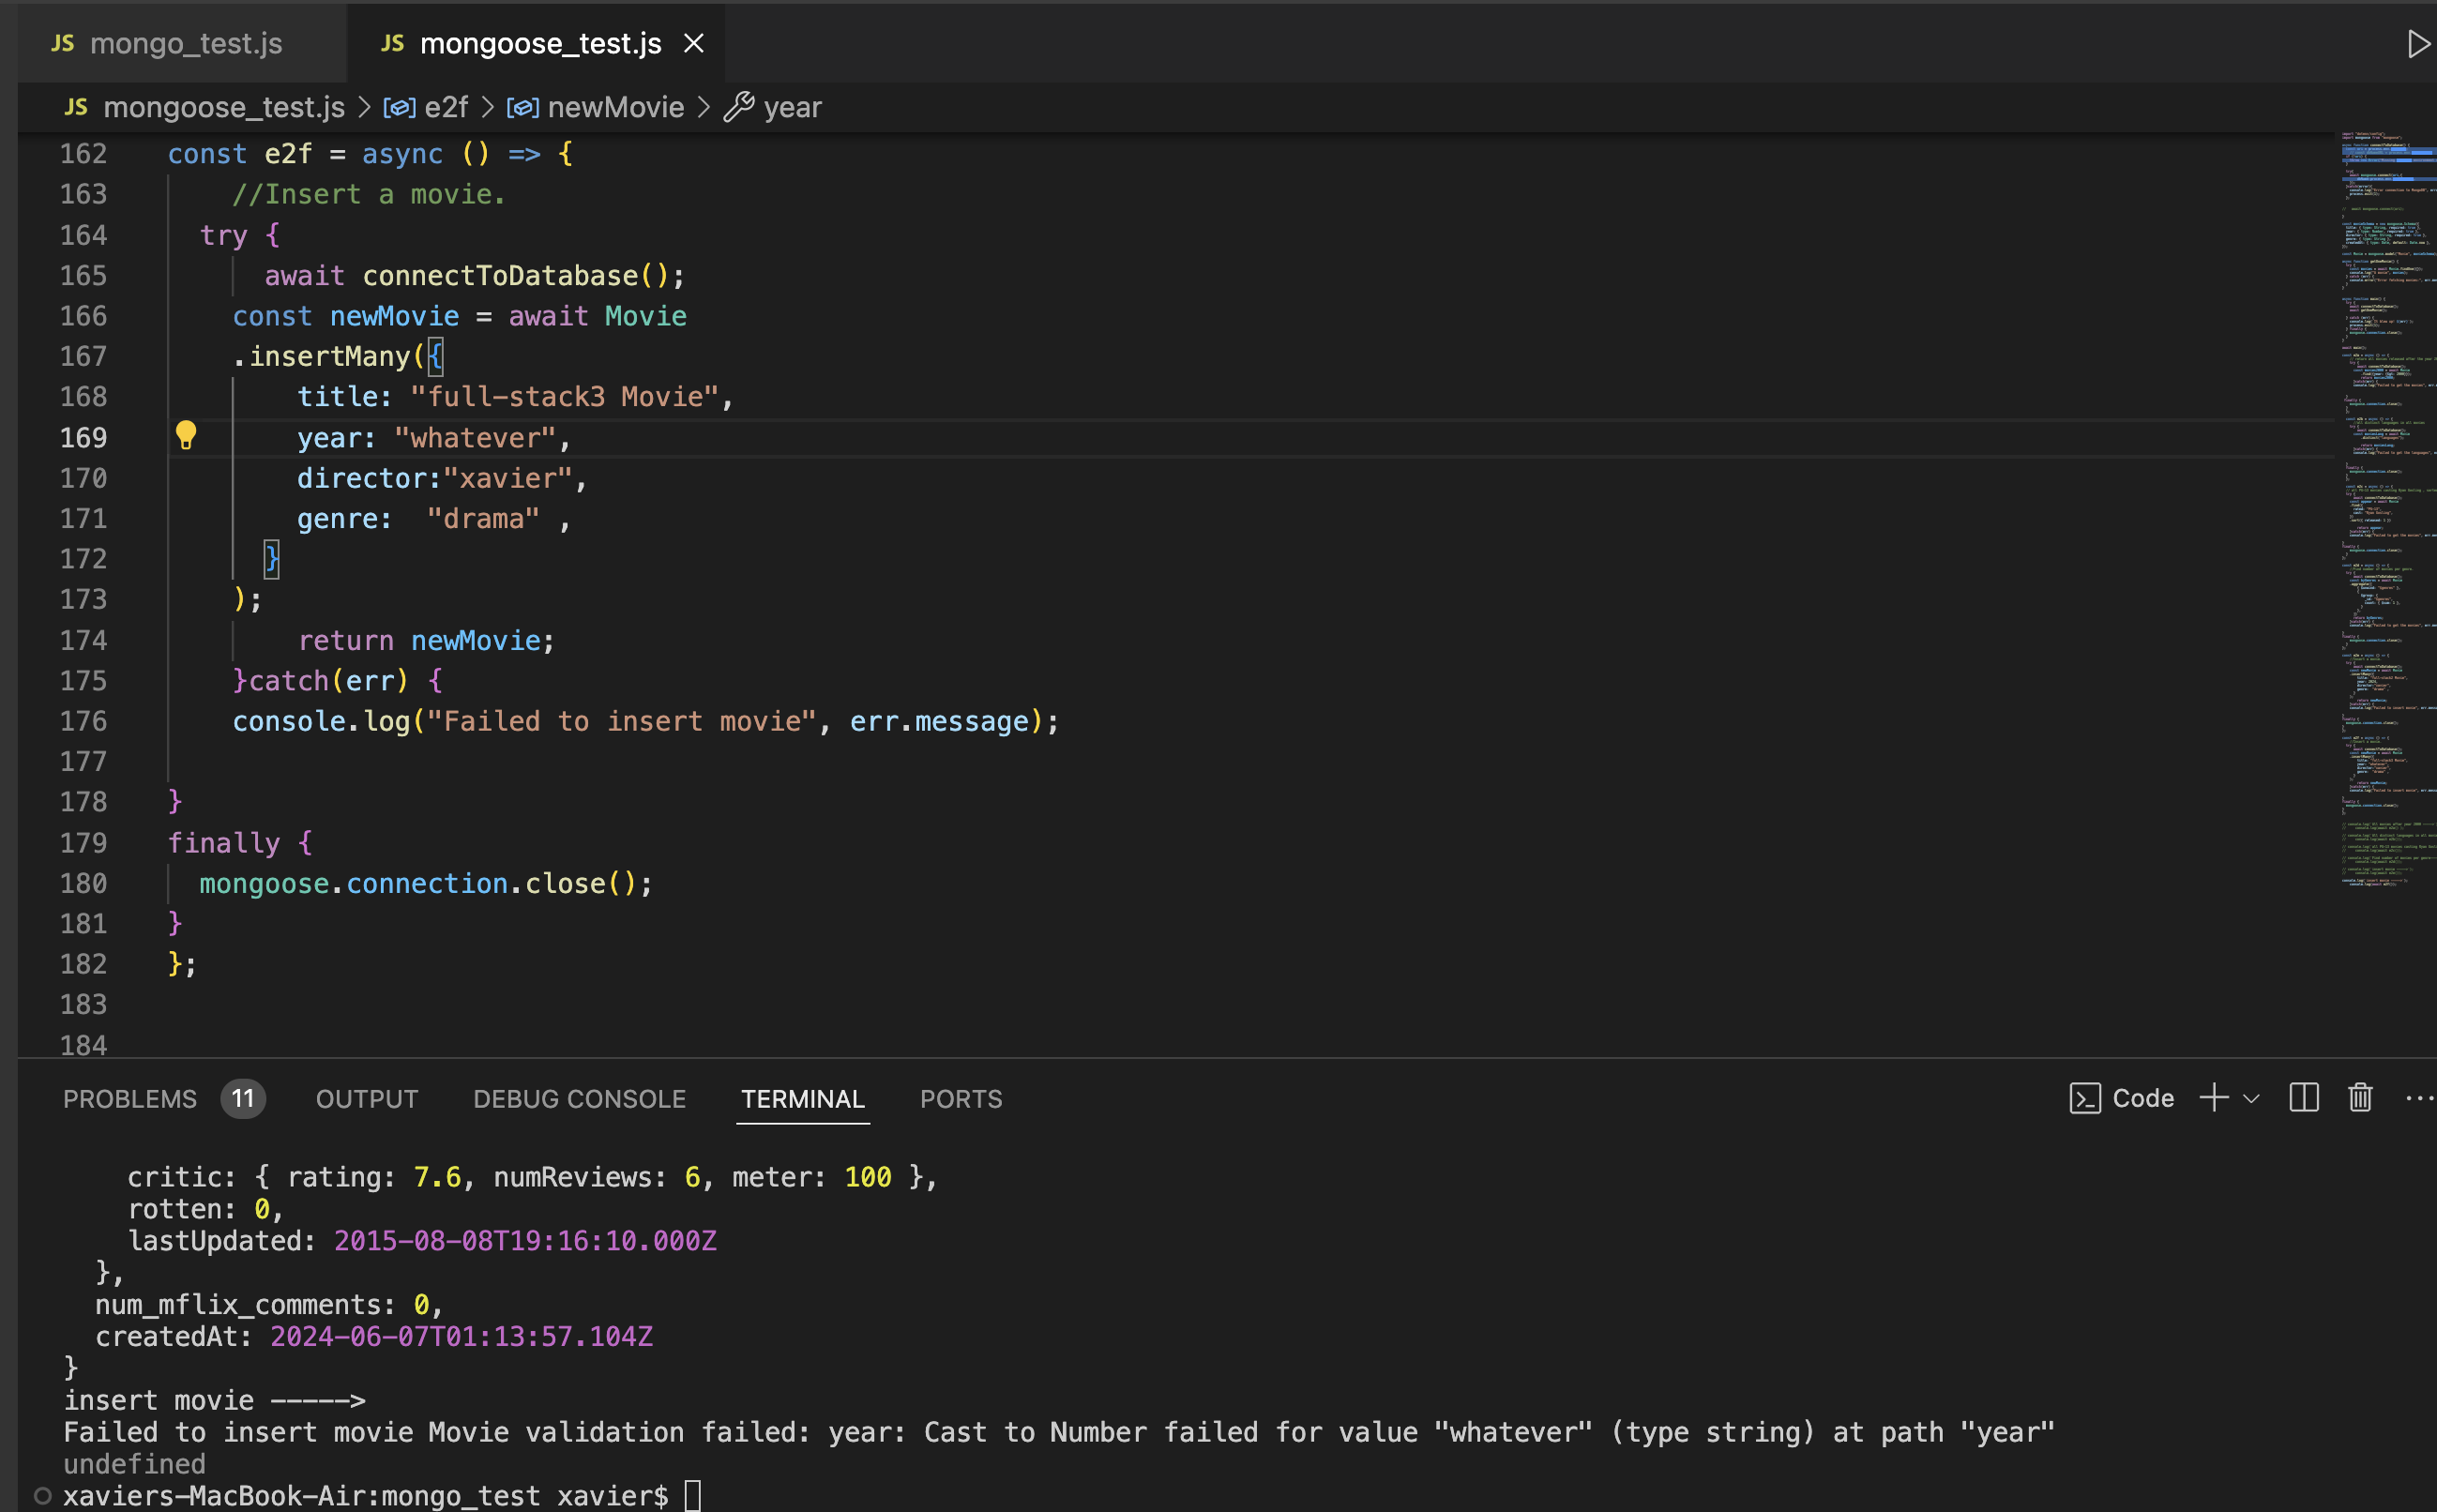 JS mongo_test.js JS mongoose_test.js
JS mongoose_test.js > e2f > newMovie > year
162 const e2f = async () => {
163 //Insert a movie.
164 try {
165 await connectToDatabase();
166 const newMovie = await Movie
167 .insertMany({
168 title: "full-stack3 Movie",
169 year: "whatever",
170 director:"xavier",
171 genre:  "drama" ,
172 }
173 );
174 return newMovie;
175 }catch(err) {
176 console.log("Failed to insert movie", err.message);
177
178 }
179 finally {
180 mongoose.connection.close();
181 }
182 };
183
184
PROBLEMS 11 OUTPUT DEBUG CONSOLE TERMINAL PORTS Code
critic: { rating: 7.6, numReviews: 6, meter: 100 },
rotten: 0,
lastUpdated: 2015-08-08T19:16:10.000Z
},
num_mflix_comments: 0,
createdAt: 2024-06-07T01:13:57.104Z
}
insert movie ----->
Failed to insert movie Movie validation failed: year: Cast to Number failed for value "whatever" (type string) at path "year"
undefined
xaviers-MacBook-Air:mongo_test xavier$